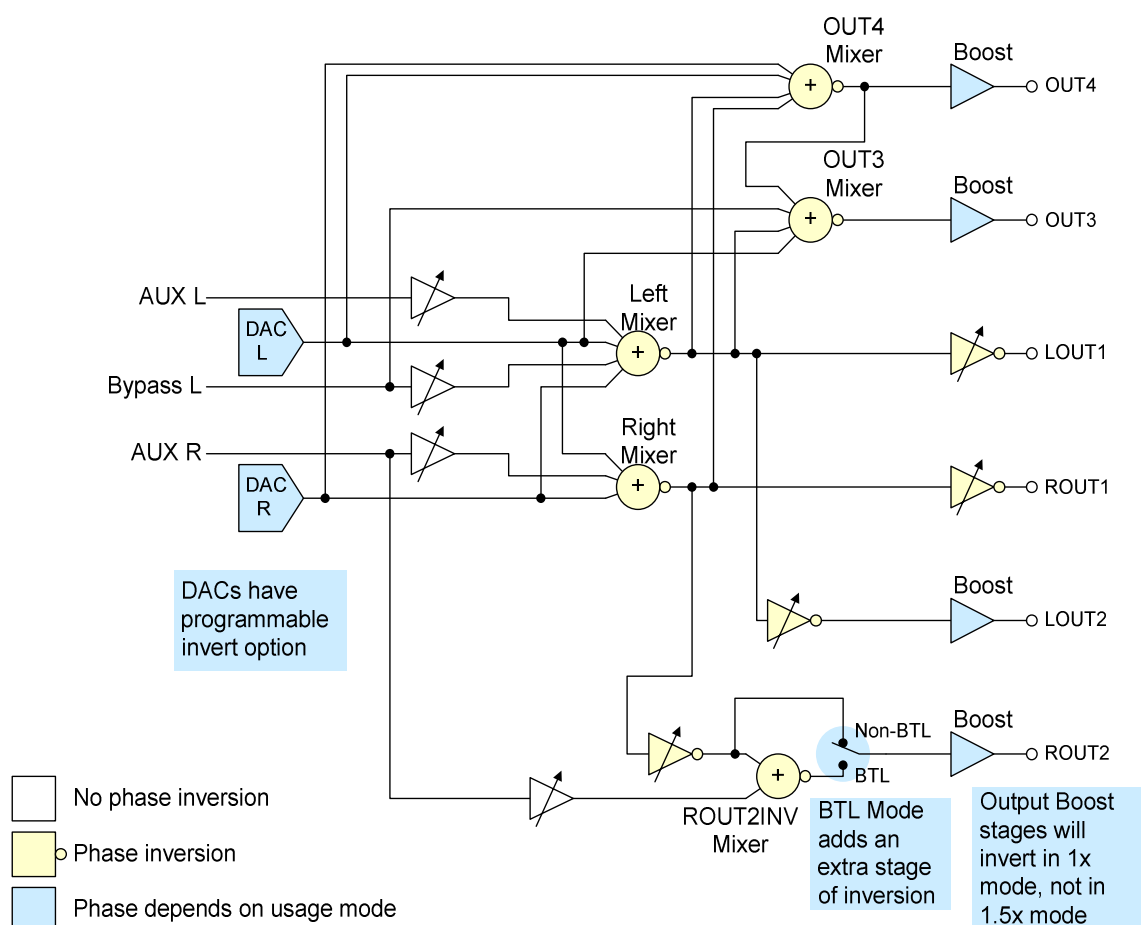 OUT4
Mixer
Boost
+
OUT4
OUT3
Mixer
Boost
+
OUT3
AUX L
DAC
L
Left
Mixer
+
LOUT1
Bypass L
AUX R
Right
Mixer
DAC
R
+
ROUT1
DACs have
programmable
invert option
Boost
LOUT2
Non-BTL
Boost
+
ROUT2
BTL
ROUT2INV
Mixer
BTL Mode
adds an
extra stage
of inversion
Output Boost
stages will
invert in 1x
mode, not in
1.5x mode
No phase inversion
Phase inversion
Phase depends on usage mode